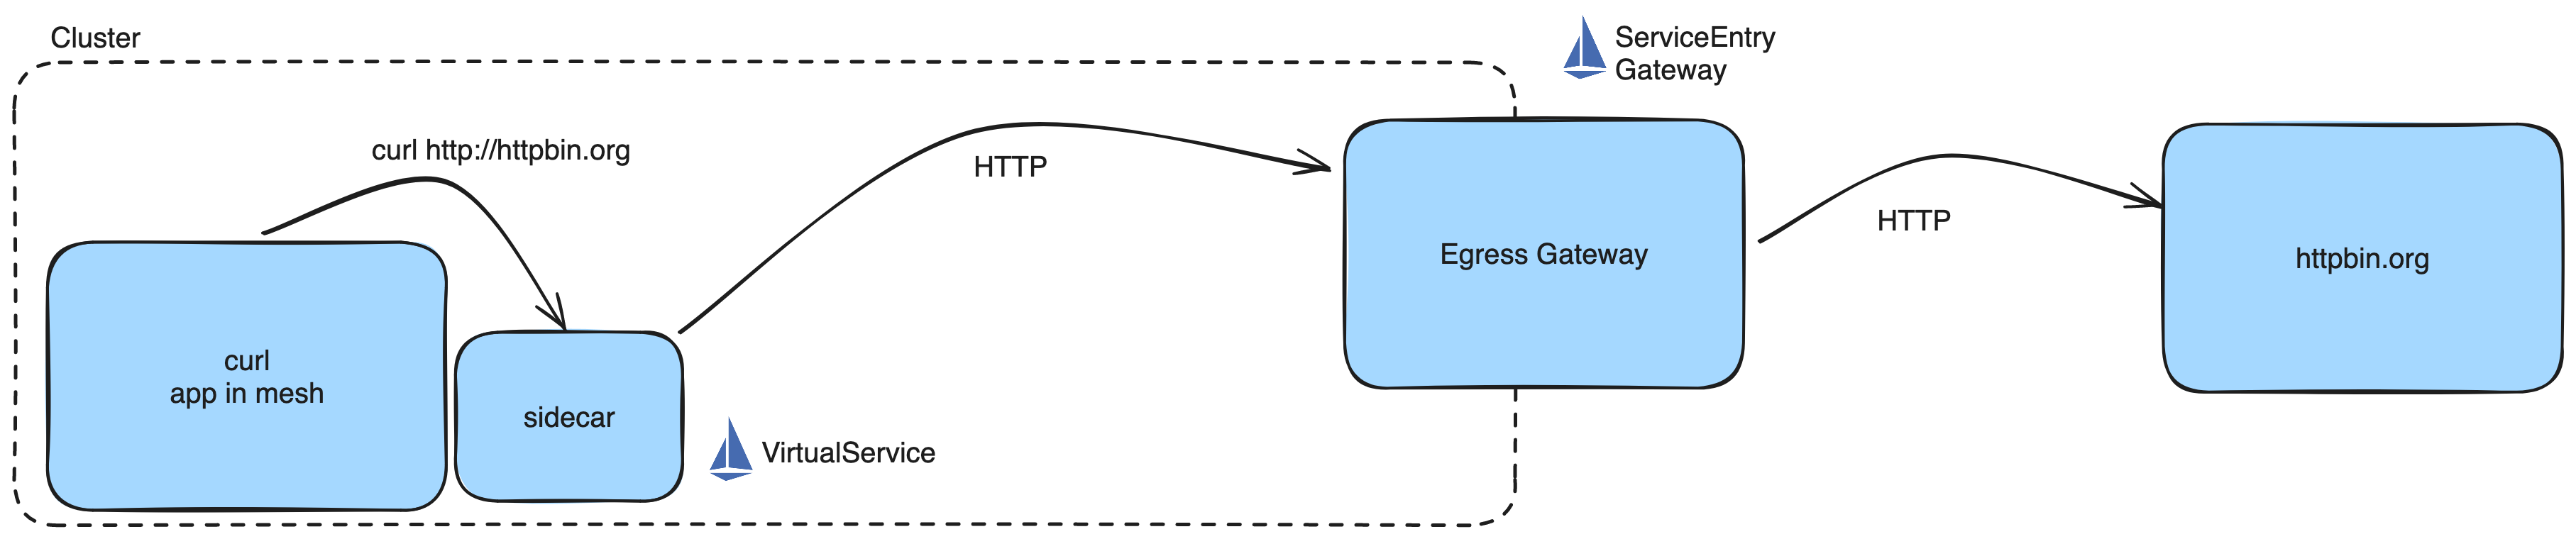 Cluster
ServiceEntry
Gateway
curl http://httpbin.org
HTTP
HTTP
Egress Gateway
httpbin.org
curl
app in mesh
sidecar
VirtualService